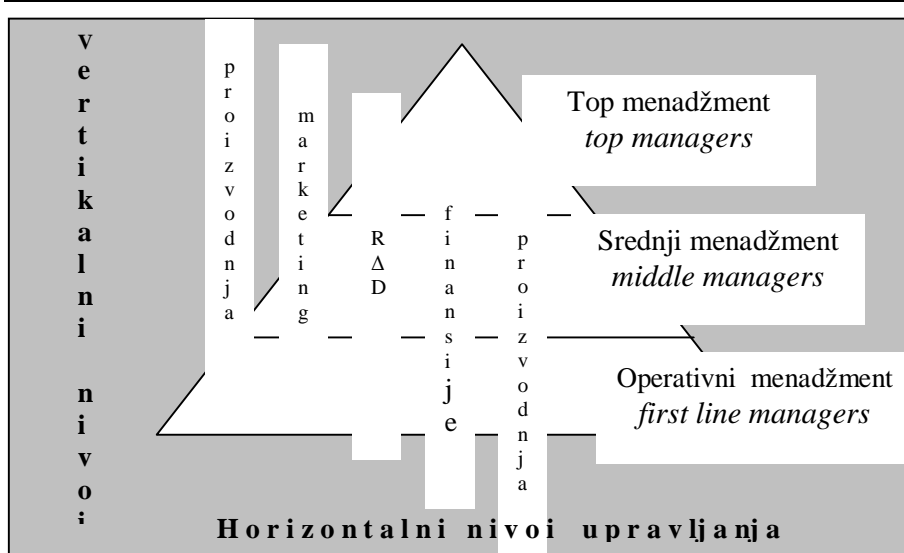 vertikalni nivoi
proizvodnja
marketing
RΔD
finansije
proizvodnja
Top menadžment
top managers
Srednji menadžment
middle managers
Operativni menadžment
first line managers
Horizontalni nivoi upravljanja